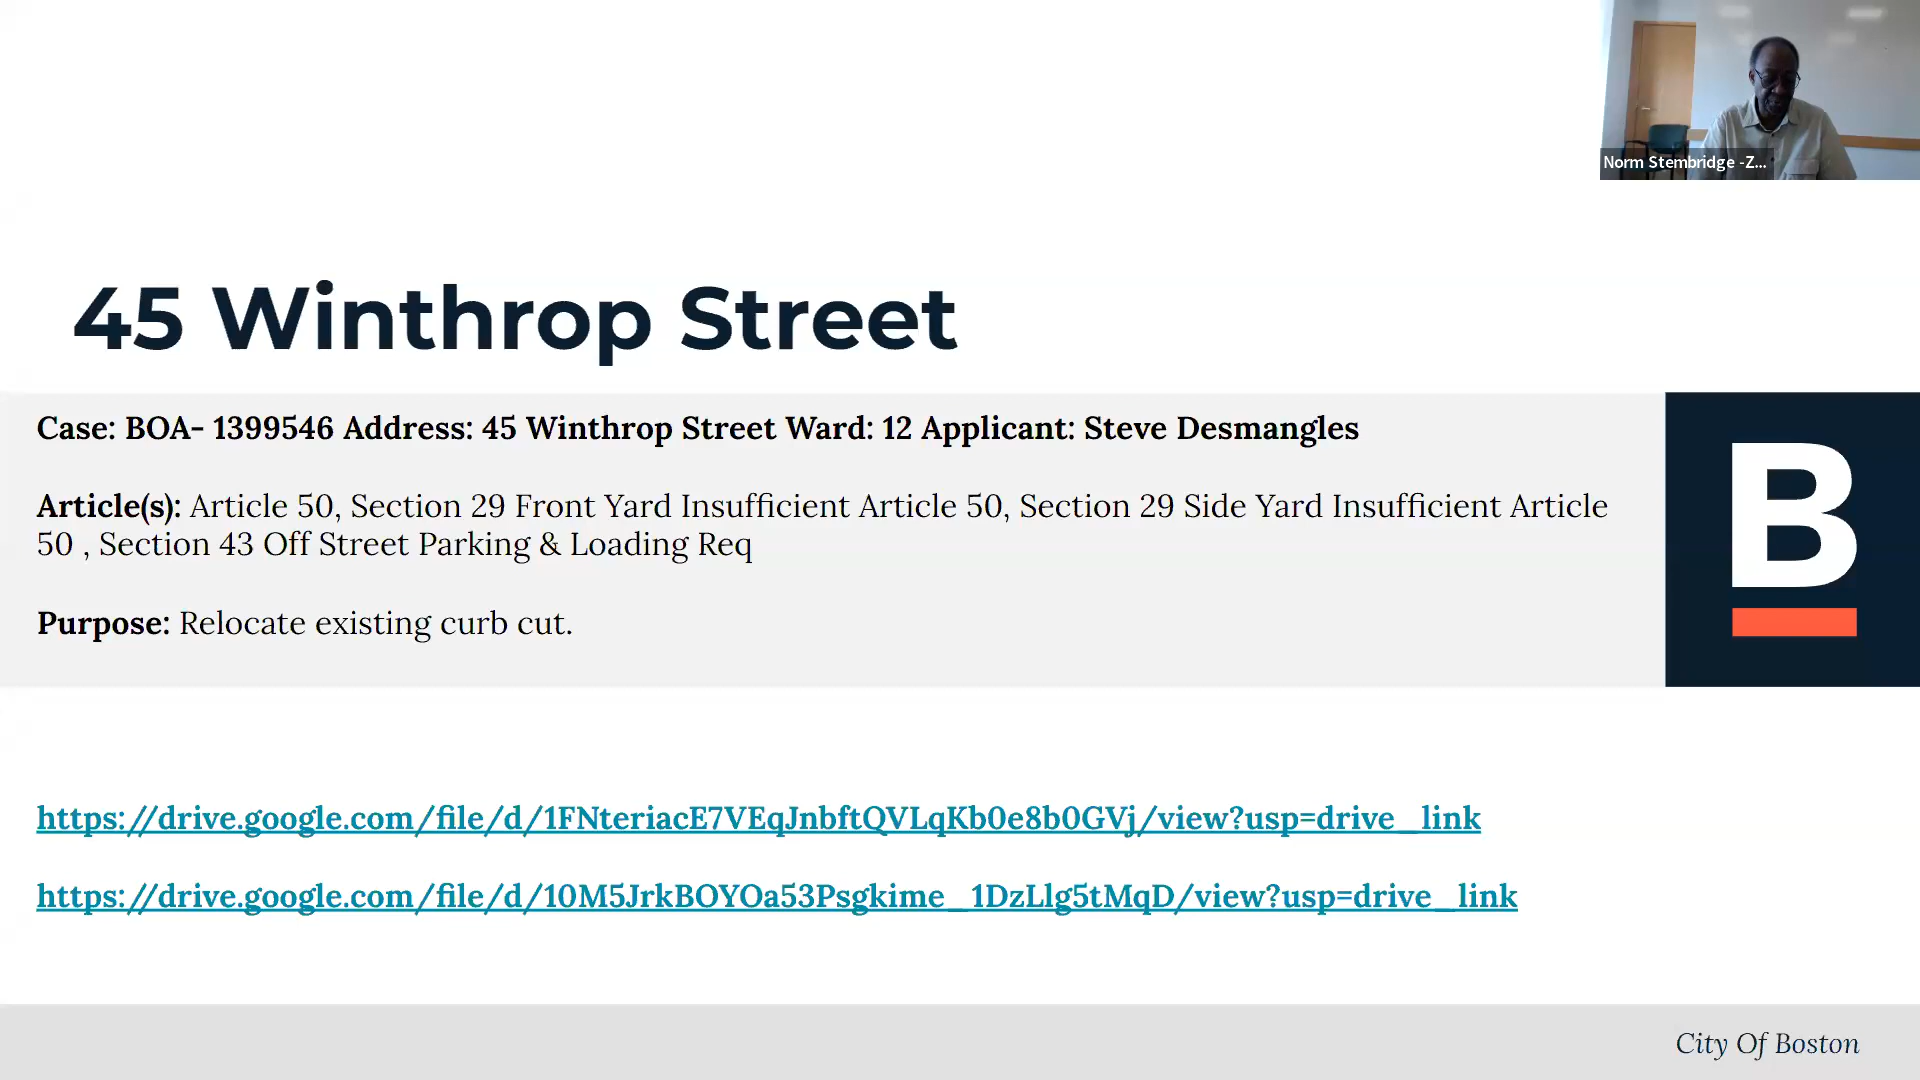 Norm Stembridge -Z...
45 Winthrop Street
Case: BOA- 1399546 Address: 45 Winthrop Street Ward: 12 Applicant: Steve Desmangles
Article(s): Article 50, Section 29 Front Yard Insufficient Article 50, Section 29 Side Yard Insufficient Article
50 , Section 43 Off Street Parking & Loading Req
Purpose: Relocate existing curb cut.
B
https://drive.google.com/file/d/1FNteriacE7VEqJnbftQVLqKb0e8b0GVj/view?usp=drive_link
https://drive.google.com/file/d/10M5JrkBOYOa53Psgkime_1DzLlg5tMqD/view?usp=drive_link
City Of Boston